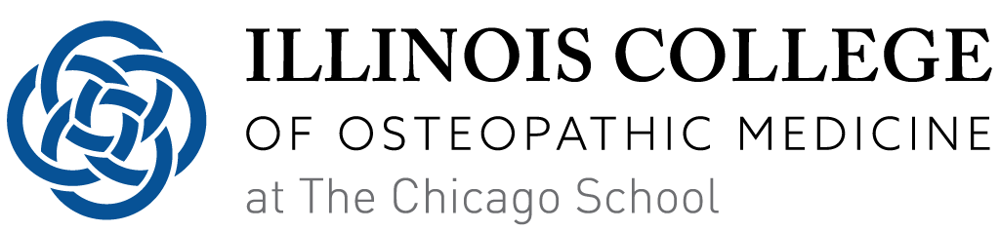 ILLINOIS COLLEGE
OF OSTEOPATHIC MEDICINE
at The Chicago School